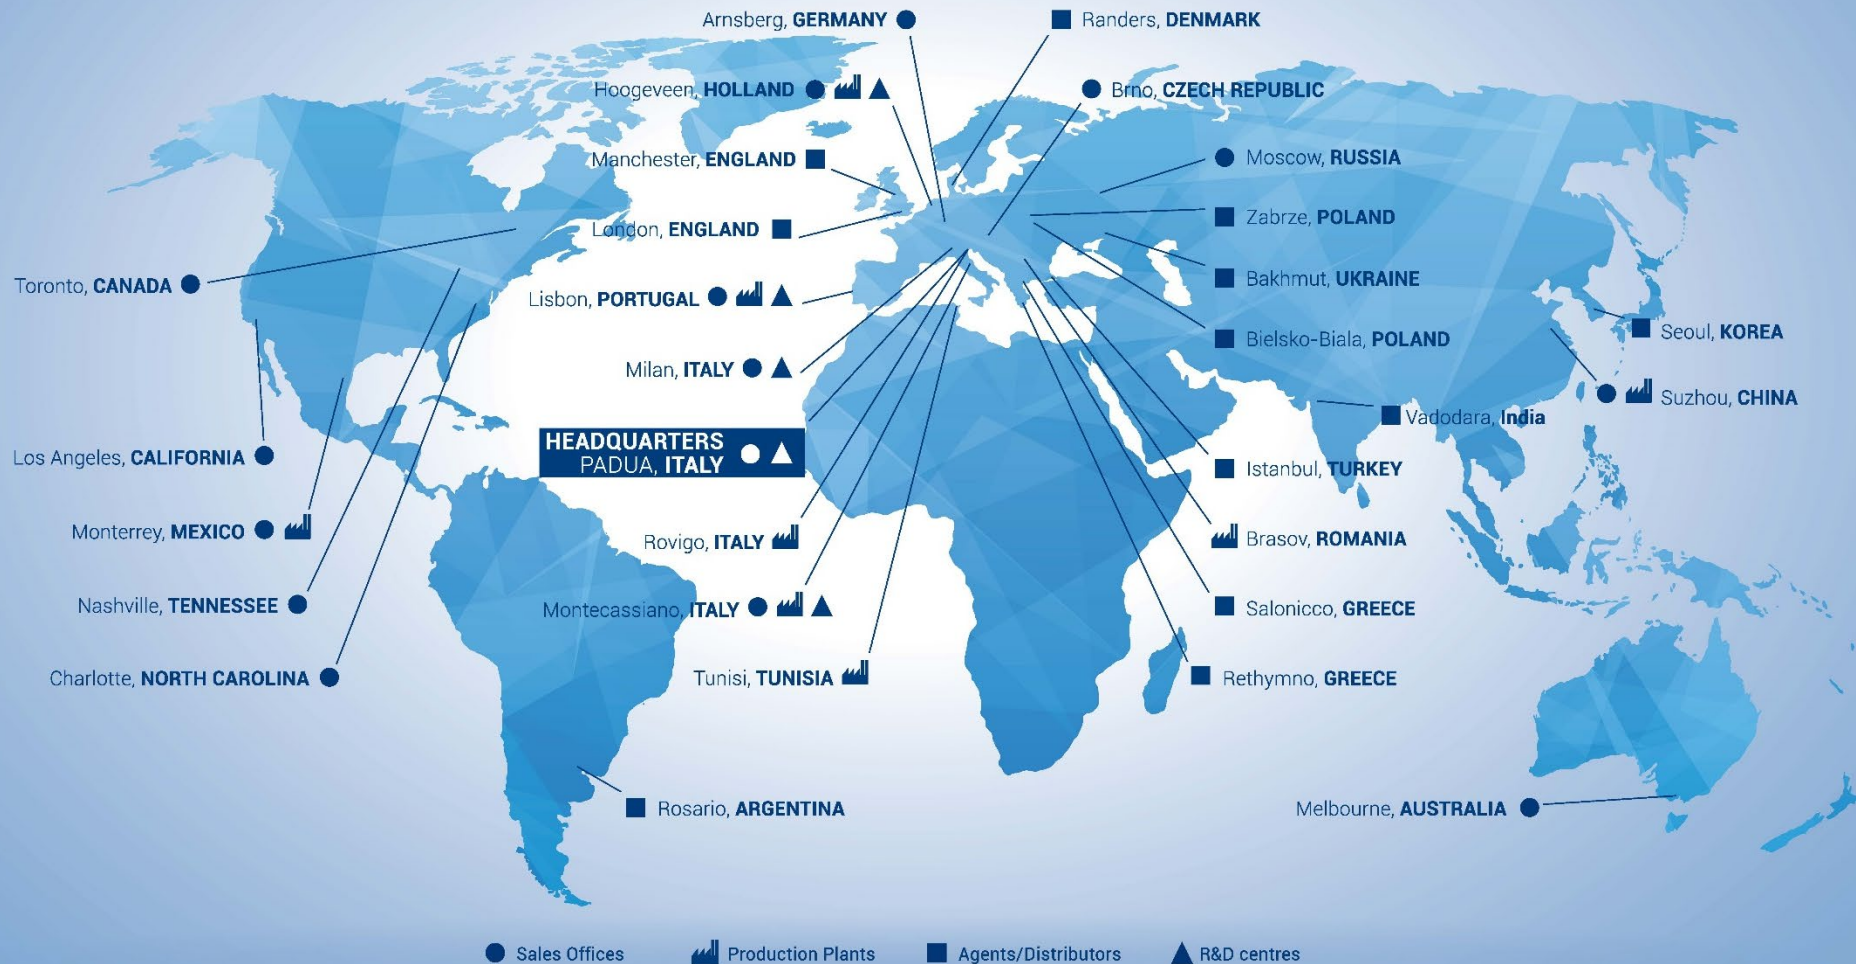 Arnsberg, GERMANY
Randers, DENMARK
Hoogeveen, HOLLAND
Brno, CZECH REPUBLIC
Manchester, ENGLAND
Moscow, RUSSIA
London, ENGLAND
Zabrze, POLAND
Toronto, CANADA
Bakhmut, UKRAINE
Lisbon, PORTUGAL
Seoul, KOREA
Bielsko-Biala, POLAND
Milan, ITALY
Suzhou, CHINA
Vadodara, India
HEADQUARTERS
PADUA, ITALY
Los Angeles, CALIFORNIA
Istanbul, TURKEY
Monterrey, MEXICO
Rovigo, ITALY
Brasov, ROMANIA
Nashville, TENNESSEE
Montecassiano, ITALY
Salonicco, GREECE
Charlotte, NORTH CAROLINA
Tunisi, TUNISIA
Rethymno, GREECE
Rosario, ARGENTINA
Melbourne, AUSTRALIA
Sales Offices
Production Plants
Agents/Distributors
R&D centres